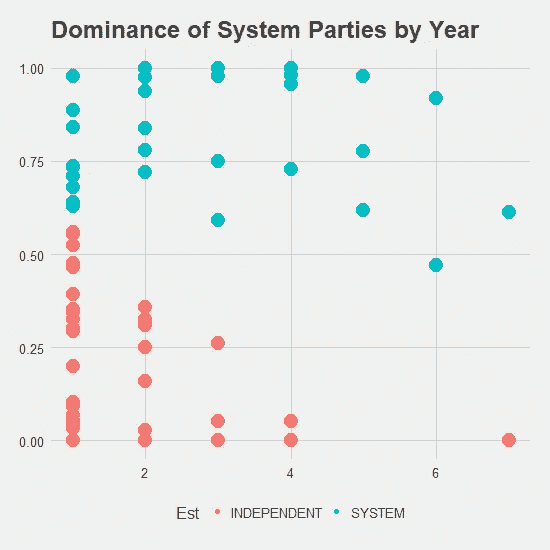 Dominance of System Parties by Year
1.00
0.75
0.50
0.25
0.00
2 4 6
Est INDEPENDENT SYSTEM